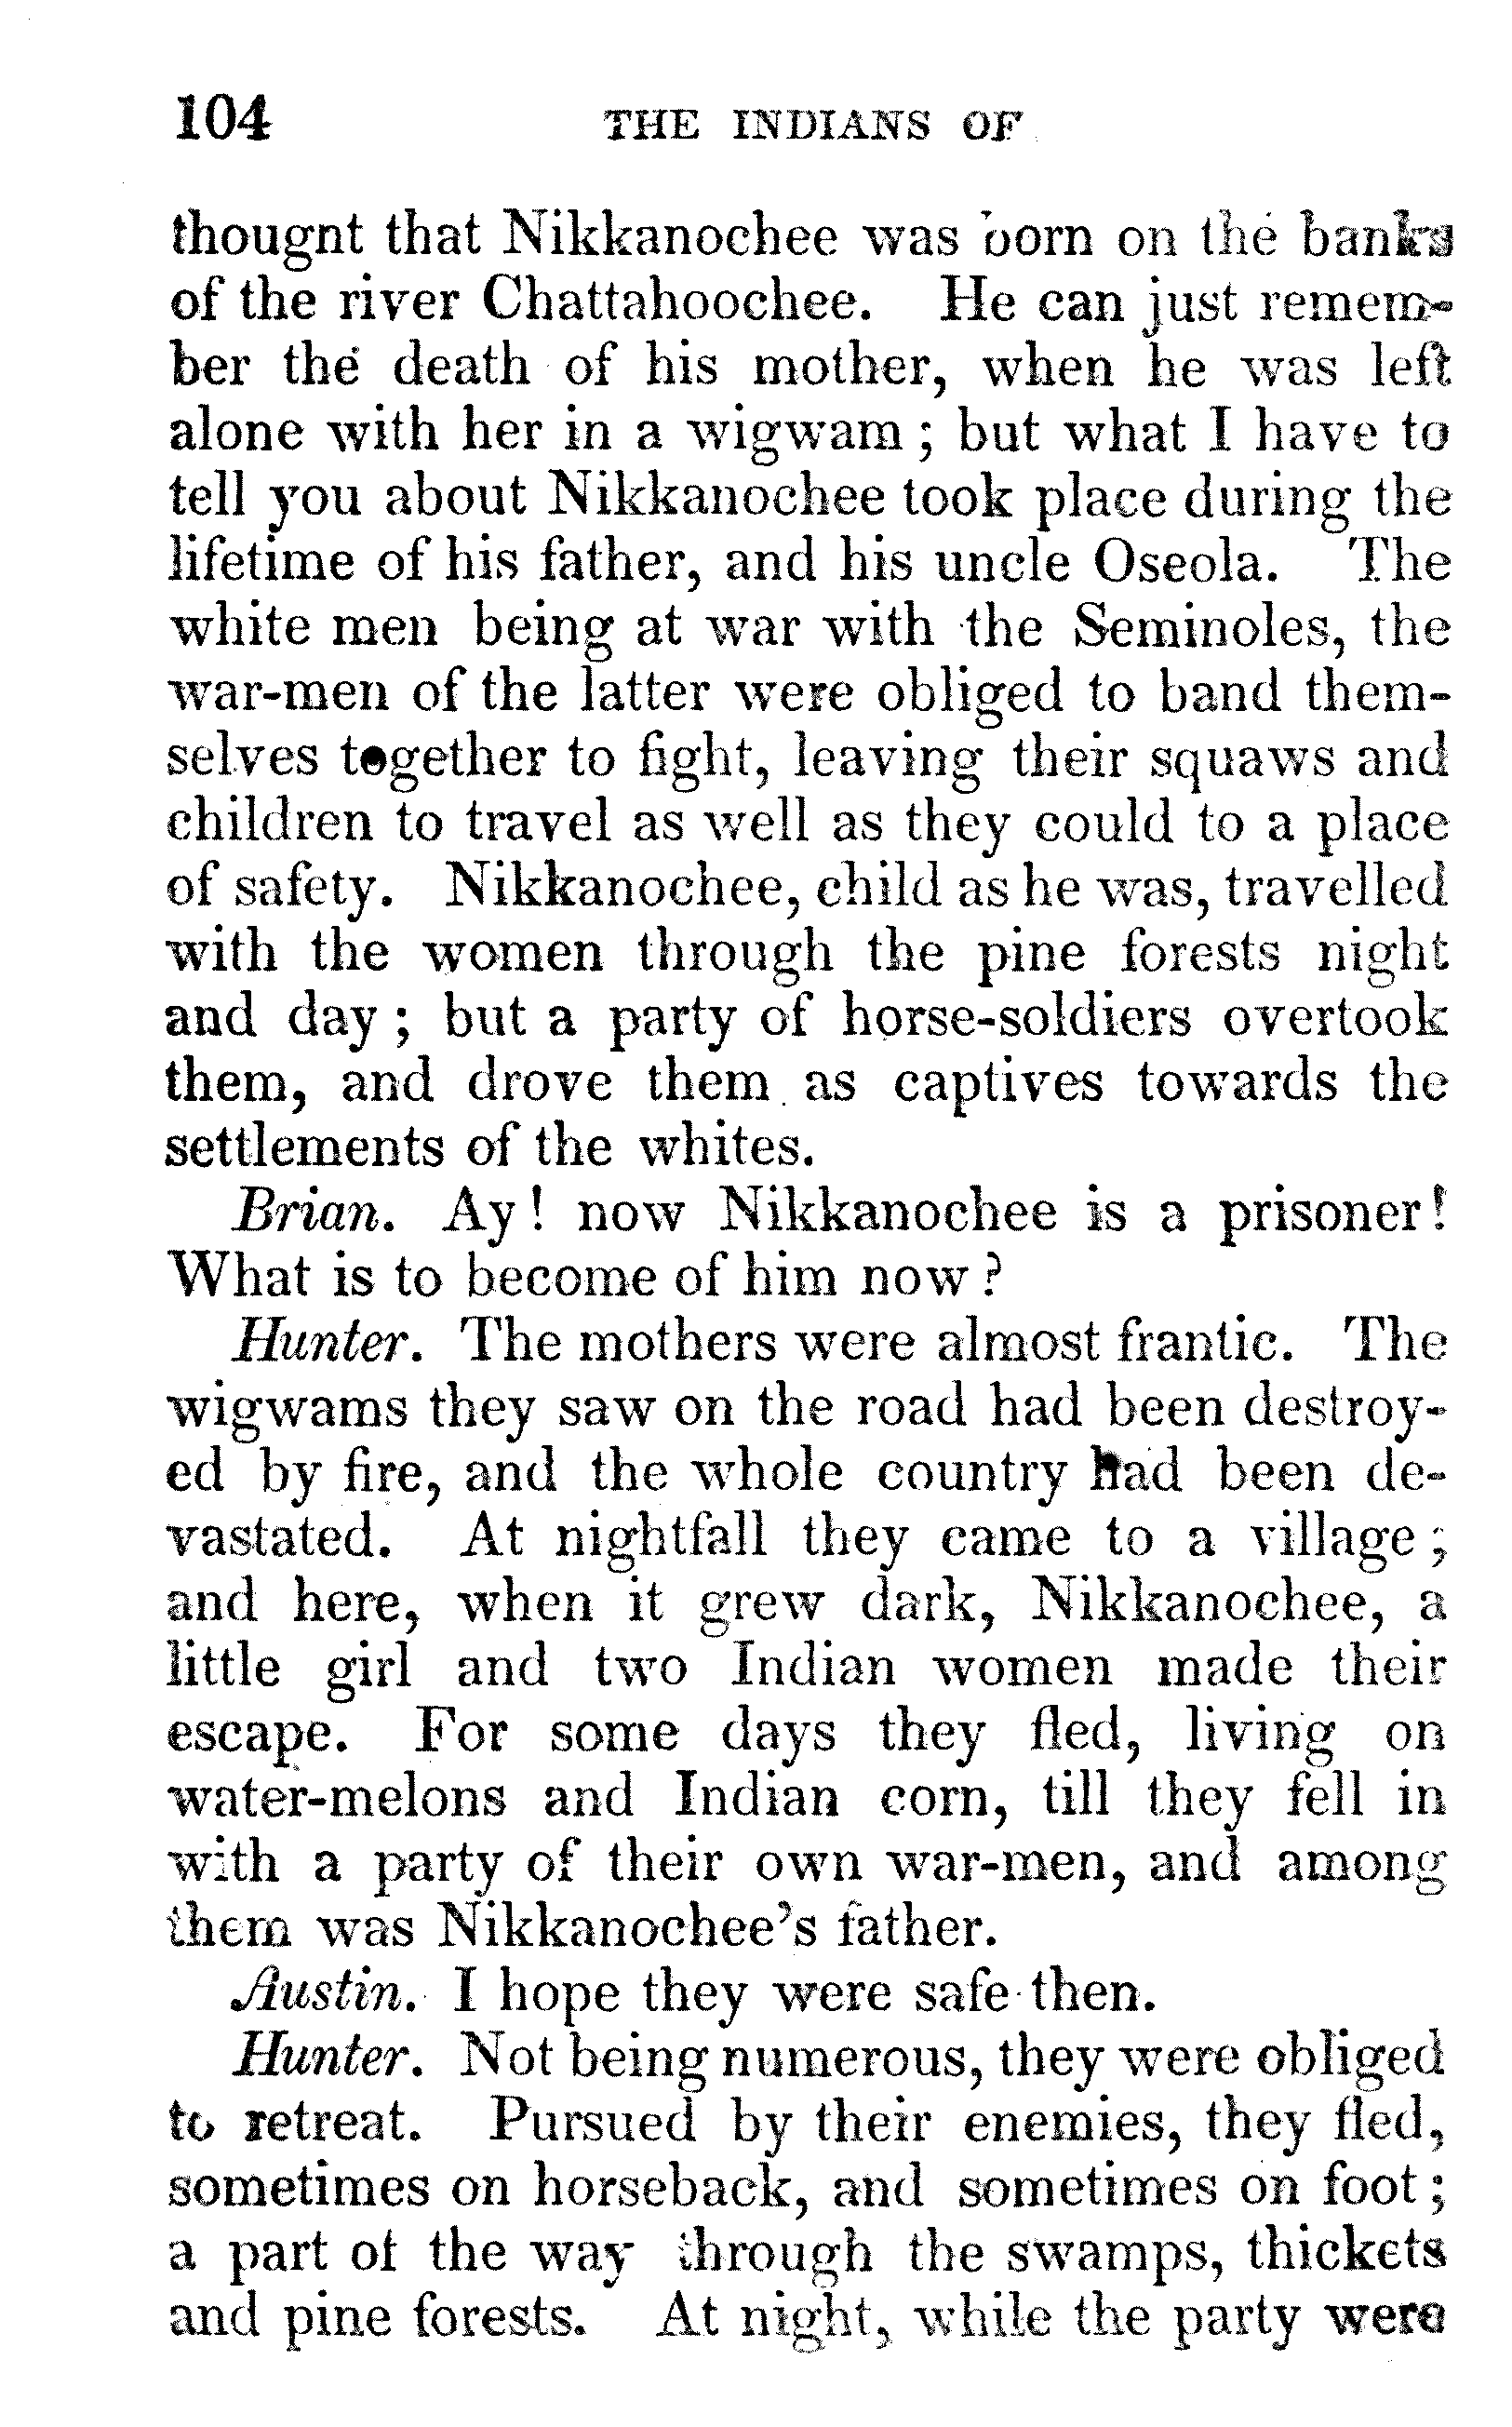 104 THE INDIANS OF
thought that Nikkanochee was born on the banks
of the river Chattahoochee. He can just remem-
ber the death of his mother, when he was left
alone with her in a wigwam; but what I have to
tell you about Nikkanochee took place during the
lifetime of his father, and his uncle Oseola. The
white men being at war with the Seminoles, the
war-men of the latter were obliged to band them-
selves together to fight, leaving their squaws and
children to travel as well as they could to a place
of safety. Nikkanochee, child as he was, travelled
with the women through the pine forests night
and day; but a party of horse-soldiers overtook
them, and drove them as captives towards the
settlements of the whites.
Brian. Ay! now Nikkanochee is a prisoner!
What is to become of him now?
Hunter. The mothers were almost frantic. The
wigwams they saw on the road had been destroy-
ed by fire, and the whole country had been de-
vastated. At nightfall they came to a village;
and here, when it grew dark, Nikkanochee, a
little girl and two Indian women made their
escape. For some days they fled, living on
water-melons and Indian corn, till they fell in
with a party of their own war-men, and among
them was Nikkanochee's father.
Austin. I hope they were safe then.
Hunter. Not being numerous, they were obliged
to retreat. Pursued by their enemies, they fled,
sometimes on horseback, and sometimes on foot;
a part of the way through the swamps, thickets
and pine forests. At night, while the party were